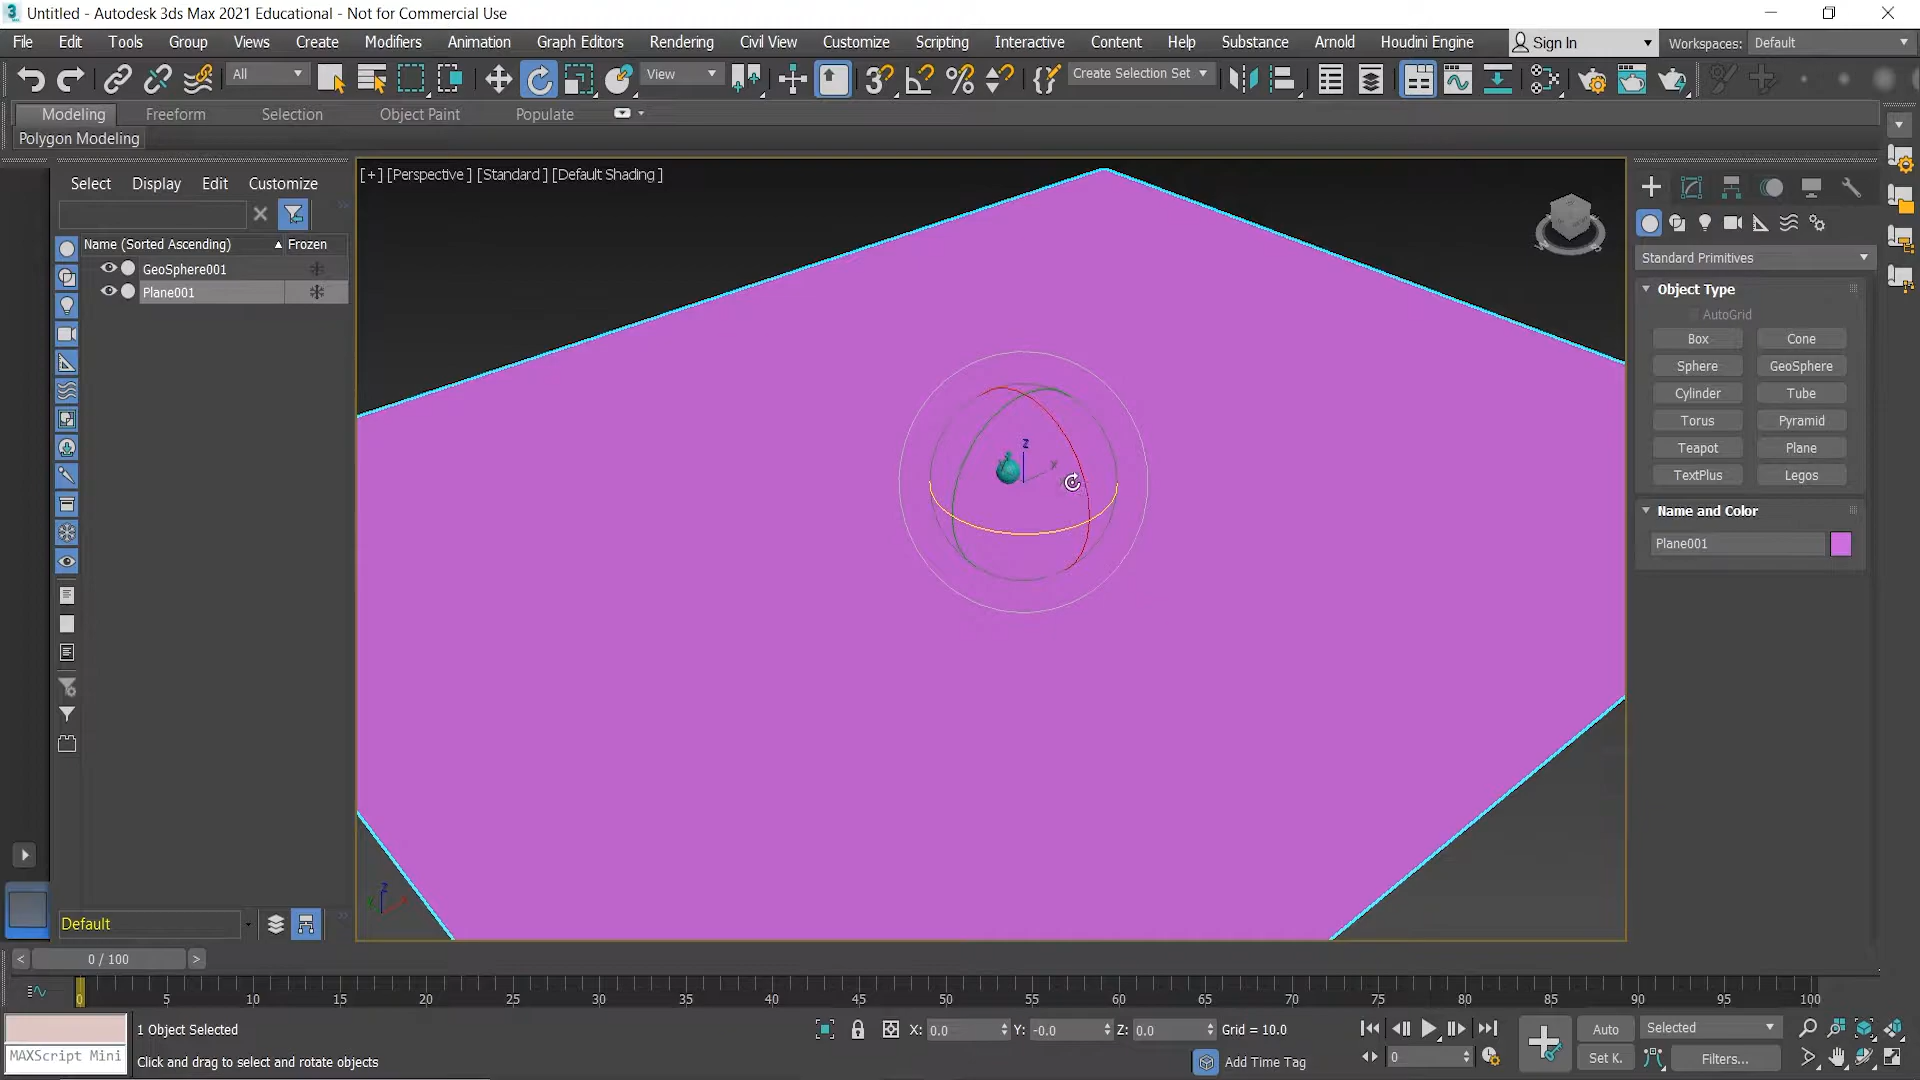 3 Untitled - Autodesk 3ds Max 2021 Educational - Not for Commercial Use
File Edit Tools Group Views Create Modifiers Animation Graph Editors Rendering Civil View Customize Scripting Interactive Content Help Substance Arnold Houdini Engine Sign In Workspaces: Default
All View Create Selection Set
Modeling Freeform Selection Object Paint Populate
Polygon Modeling
Select Display Edit Customize
[+] [Perspective ] [Standard ] [Default Shading ]
Standard Primitives
Name (Sorted Ascending) Frozen
GeoSphere001
Plane001
Object Type
AutoGrid
Box Cone
Sphere GeoSphere
Cylinder Tube
Torus Pyramid
Teapot Plane
TextPlus Legos
Name and Color
Plane001
z
x
z
Default
< 0 / 100 >
0 5 10 15 20 25 30 35 40 45 50 55 60 65 70 75 80 85 90 95 100
1 Object Selected X: 0.0 Y: -0.0 Z: 0.0 Grid = 10.0 Auto Selected
MAXScript Mini Click and drag to select and rotate objects Add Time Tag 0 Set K. Filters...